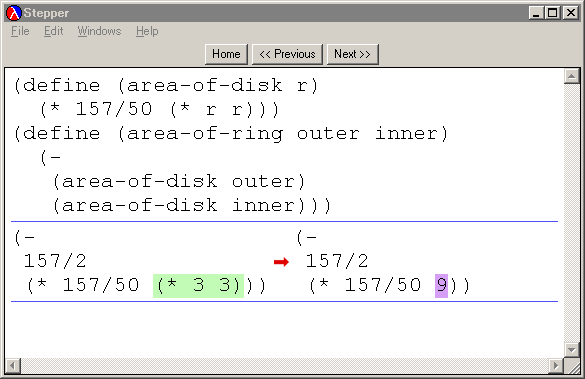 Stepper
File Edit Windows Help
Home << Previous Next >>
(define (area-of-disk r)
  (* 157/50 (* r r)))
(define (area-of-ring outer inner)
  (-
   (area-of-disk outer)
   (area-of-disk inner)))
(-
 157/2
 (* 157/50 (* 3 3)))
(-
 157/2
 (* 157/50 9))